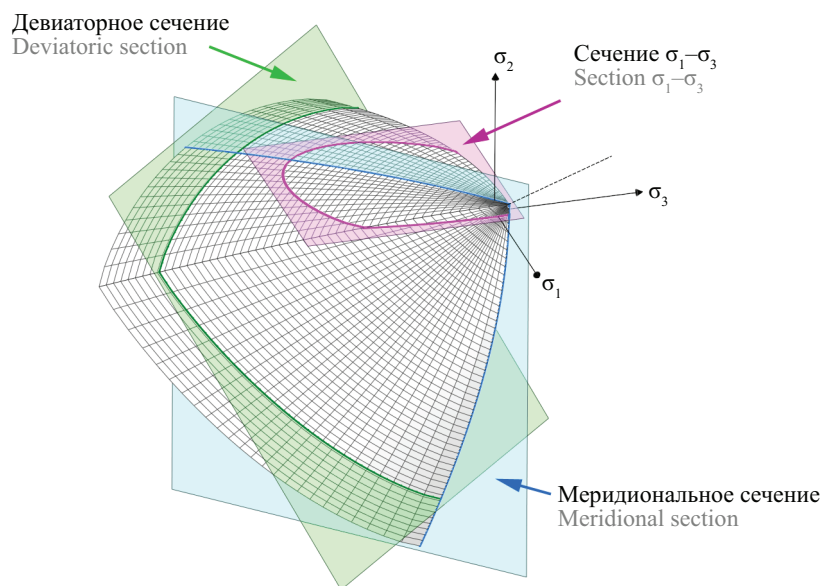 Девиаторное сечение
Deviatoric section
Сечение σ₁–σ₃
Section σ₁–σ₃
σ₂
σ₃
σ₁
Меридиональное сечение
Meridional section